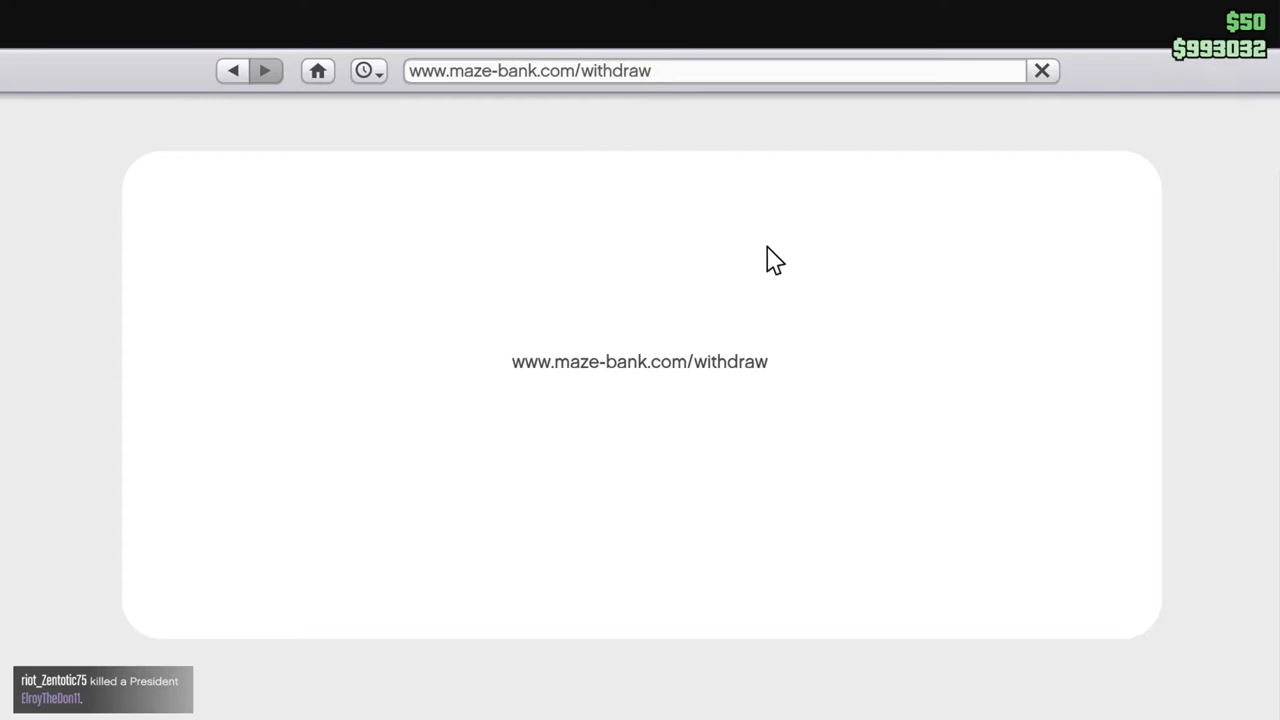 $50
$993032
www.maze-bank.com/withdraw
www.maze-bank.com/withdraw
riot_Zentotic75 killed a President
ElroyTheDon11.